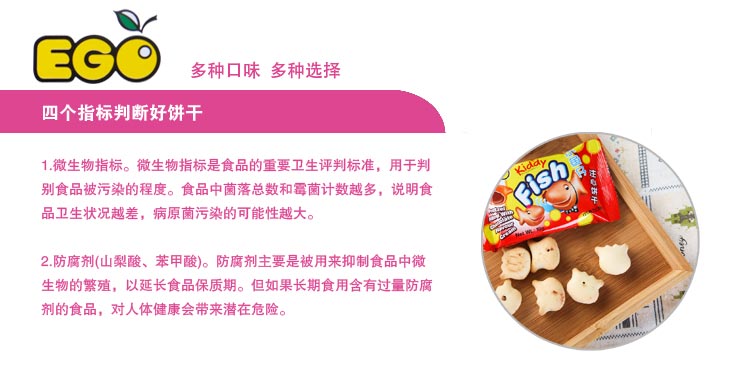 EGO
多种口味 多种选择
四个指标判断好饼干
1.微生物指标。微生物指标是食品的重要卫生评判标准，用于判
别食品被污染的程度。食品中菌落总数和霉菌计数越多，说明食
品卫生状况越差，病原菌污染的可能性越大。
2.防腐剂(山梨酸、苯甲酸)。防腐剂主要是被用来抑制食品中微
生物的繁殖，以延长食品保质期。但如果长期食用含有过量防腐
剂的食品，对人体健康会带来潜在危险。
Kiddy
Fish